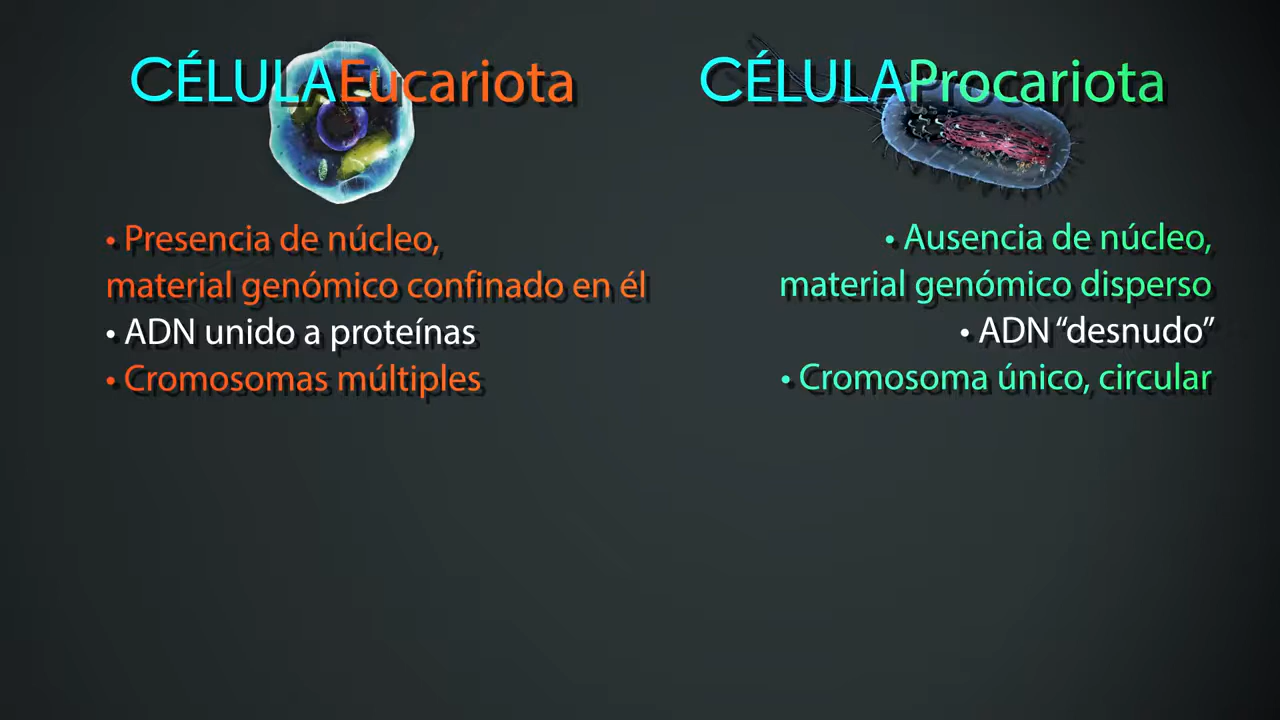 CÉLULAEucariota
• Presencia de núcleo,
material genómico confinado en él
• ADN unido a proteínas
• Cromosomas múltiples
CÉLULAProcariota
• Ausencia de núcleo,
material genómico disperso
• ADN “desnudo”
• Cromosoma único, circular